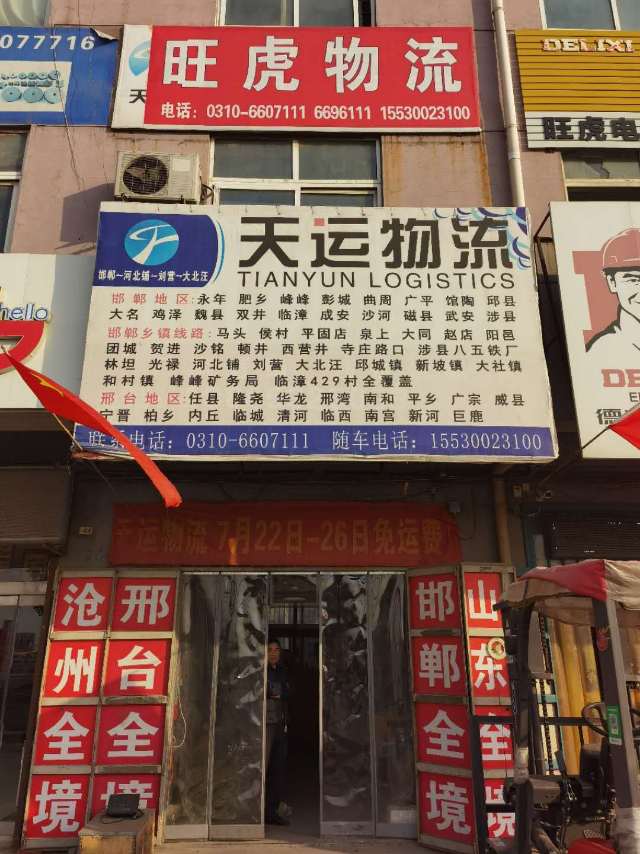 077716
旺虎物流
电话：0310-6607111 6696111 15530023100
天
DELIXI
旺虎电
天运物流
TIANYUN LOGISTICS
邯郸~河北铺~刘营~大北汪
邯郸地区:永年 肥乡 峰峰 彭城 曲周 广平 馆陶 邱县
大名 鸡泽 魏县 双井 临漳 成安 沙河 磁县 武安 涉县
邯郸乡镇线路:马头 侯村 平固店 泉上 大同 赵店 阳邑
团城 贺进 沙铭 顿井 西营井 寺庄路口 涉县八五铁厂
林坦 光禄 河北铺 刘营 大北汪 邱城镇 新坡镇 大社镇
和村镇 峰峰矿务局 临漳429村全覆盖
邢台地区:任县 隆尧 华龙 邢湾 南和 平乡 广宗 威县
宁晋 柏乡 内丘 临城 清河 临西 南宫 新河 巨鹿
联系电话：0310-6607111 随车电话：15530023100
helo
DE
德
天运物流 7月22日-26日免运费
沧州全境
邢台全境
邯郸全境
山东全境